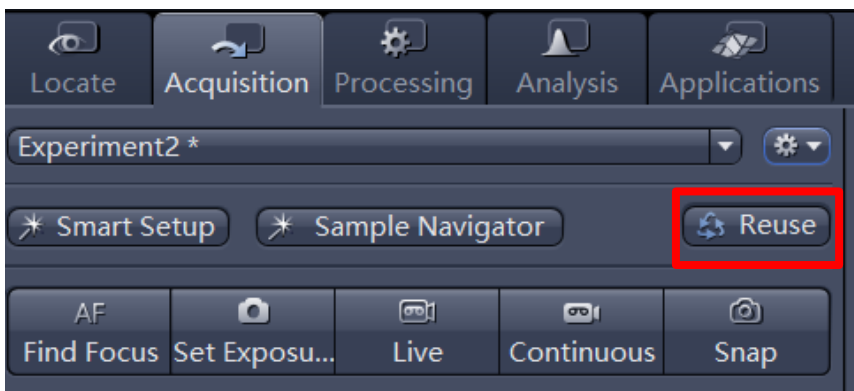 Locate Acquisition Processing Analysis Applications
Experiment2 *
Smart Setup Sample Navigator Reuse
AF
Find Focus Set Exposu... Live Continuous Snap